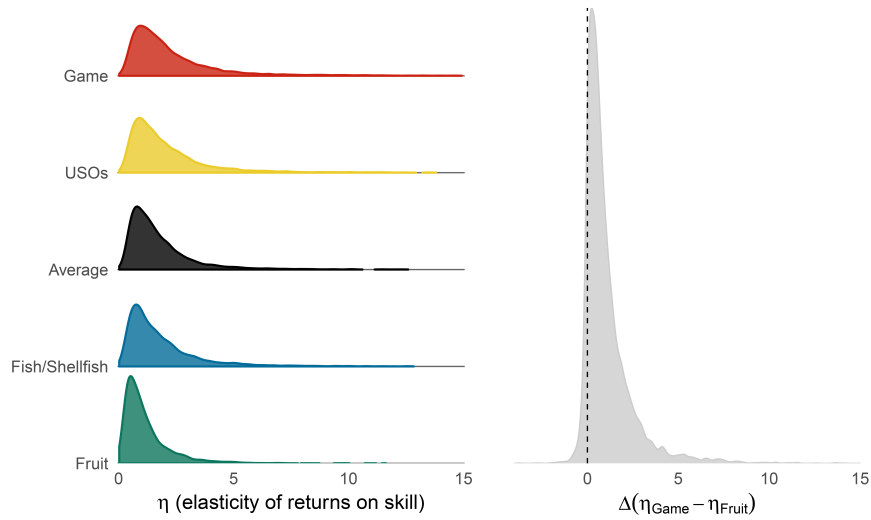 Game
USOs
Average
Fish/Shellfish
Fruit
0 5 10 15
η (elasticity of returns on skill)
0 5 10 15
Δ(ηGame − ηFruit)